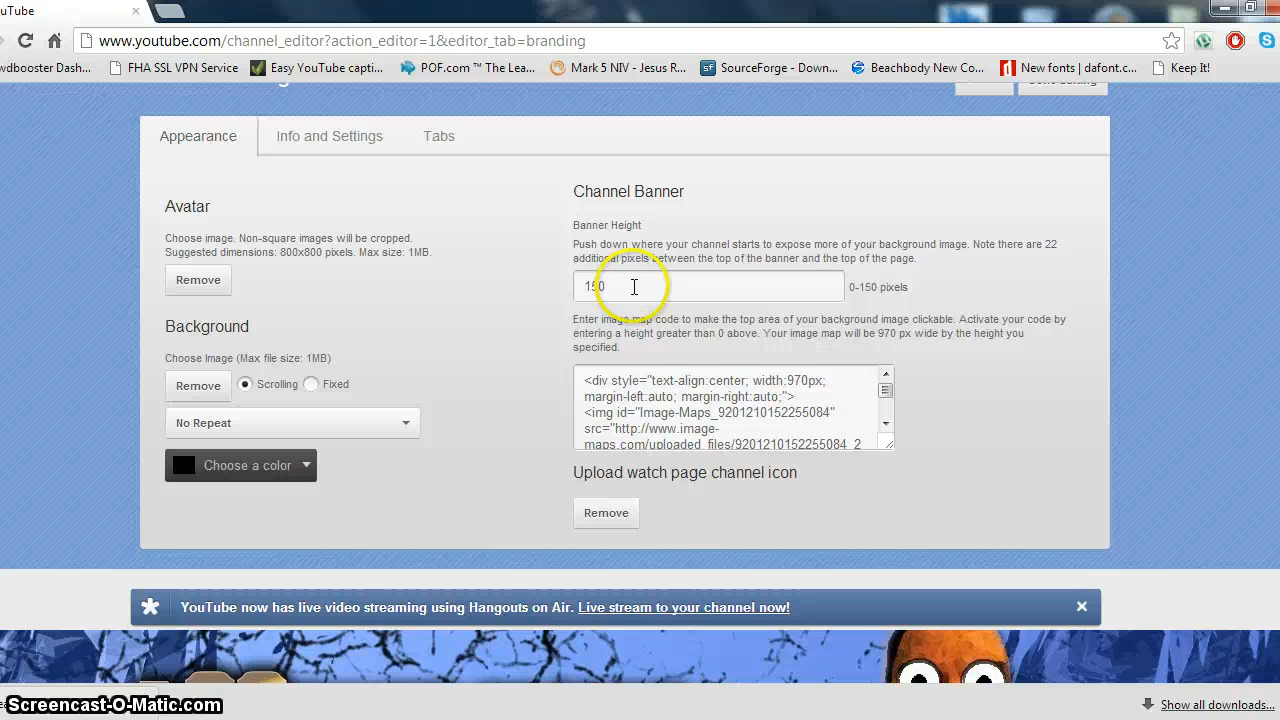 uTube
www.youtube.com/channel_editor?action_editor=1&editor_tab=branding
wdbooster Dash...
FHA SSL VPN Service
Easy YouTube capti...
POF.com ™ The Lea...
Mark 5 NIV - Jesus R...
SourceForge - Down...
Beachbody New Co...
New fonts | dafont.c...
Keep It!
Appearance
Info and Settings
Tabs
Avatar
Choose image. Non-square images will be cropped.
Suggested dimensions: 800x800 pixels. Max size: 1MB.
Remove
Background
Choose Image (Max file size: 1MB)
Remove
Scrolling
Fixed
No Repeat
Choose a color
Channel Banner
Banner Height
Push down where your channel starts to expose more of your background image. Note there are 22
additional pixels between the top of the banner and the top of the page.
150
0-150 pixels
Enter image map code to make the top area of your background image clickable. Activate your code by
entering a height greater than 0 above. Your image map will be 970 px wide by the height you
specified.
<div style="text-align:center; width:970px;
margin-left:auto; margin-right:auto;">
<img id="Image-Maps_9201210152255084"
src="http://www.image-
maps.com/uploaded_files/9201210152255084_2
Upload watch page channel icon
Remove
YouTube now has live video streaming using Hangouts on Air. Live stream to your channel now!
Screencast-O-Matic.com
Show all downloads...